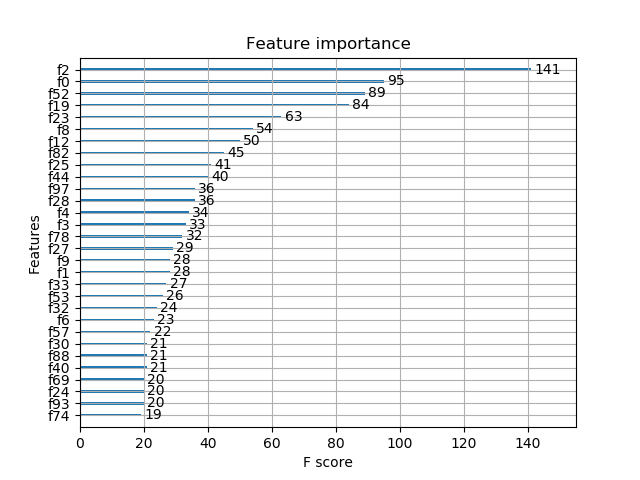 Feature importance
f2 141
f0 95
f52 89
f19 84
f23 63
f8 54
f12 50
f82 45
f25 41
f44 40
f97 36
f28 36
f4 34
f3 33
f78 32
f27 29
f9 28
f1 28
f33 27
f53 26
f32 24
f6 23
f57 22
f30 21
f88 21
f40 21
f69 20
f24 20
f93 20
f74 19
Features
0 20 40 60 80 100 120 140
F score